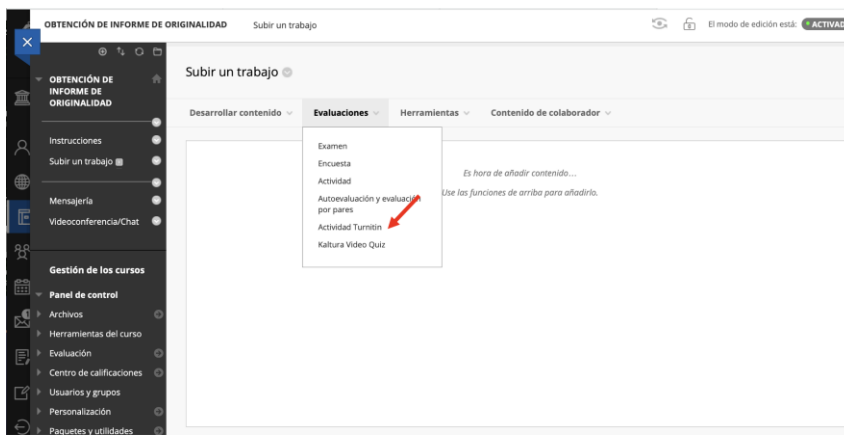 OBTENCIÓN DE INFORME DE ORIGINALIDAD
Subir un trabajo
El modo de edición está:
OBTENCIÓN DE
INFORME DE
ORIGINALIDAD
Instrucciones
Subir un trabajo
Mensajería
Videoconferencia/Chat
Gestión de los cursos
Panel de control
Archivos
Herramientas del curso
Evaluación
Centro de calificaciones
Usuarios y grupos
Personalización
Paquetes y utilidades
Subir un trabajo
Desarrollar contenido
Evaluaciones
Herramientas
Contenido de colaborador
Examen
Encuesta
Actividad
Autoevaluación y evaluación
por pares
Actividad Turnitin
Kaltura Video Quiz
Es hora de añadir contenido...
Use las funciones de arriba para añadirlo.